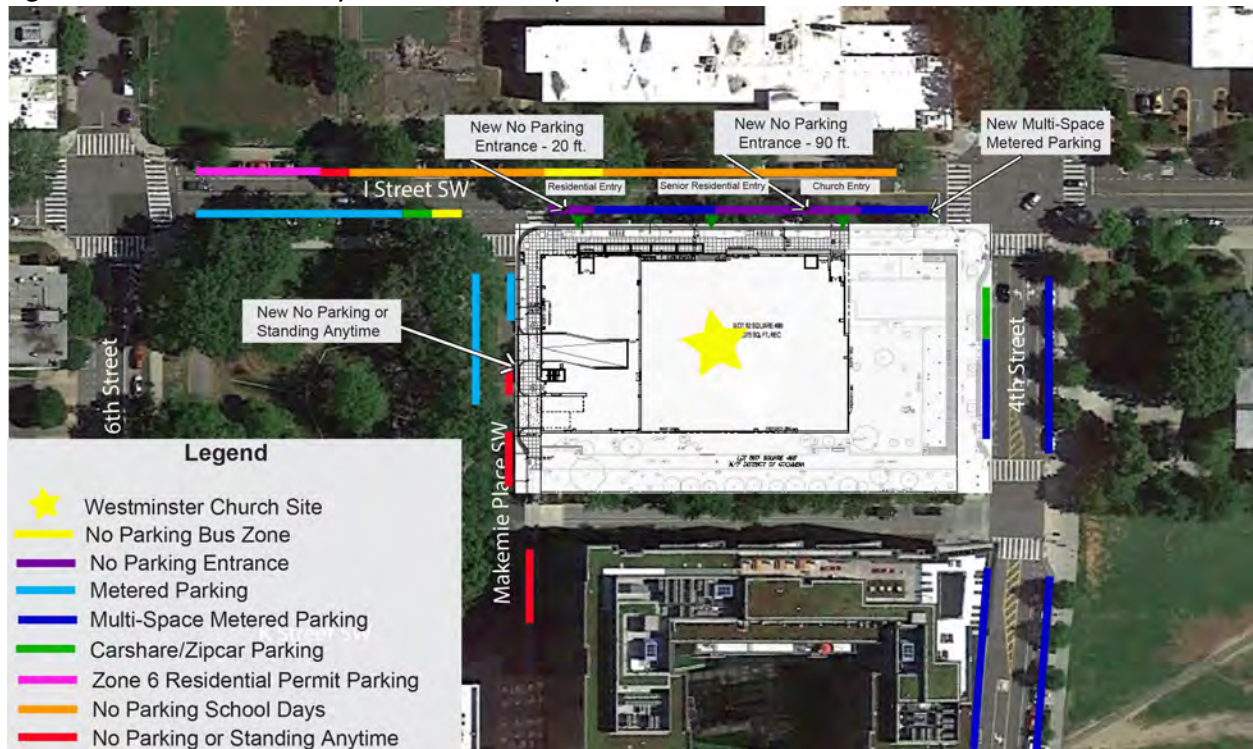 New No Parking
Entrance - 20 ft.
New No Parking
Entrance - 90 ft.
New Multi-Space
Metered Parking
I Street SW
Residential Entry
Senior Residential Entry
Church Entry
New No Parking or
Standing Anytime
6th Street
4th Street
Makemie Place SW
K Street SW
Legend
Westminster Church Site
No Parking Bus Zone
No Parking Entrance
Metered Parking
Multi-Space Metered Parking
Carshare/Zipcar Parking
Zone 6 Residential Permit Parking
No Parking School Days
No Parking or Standing Anytime